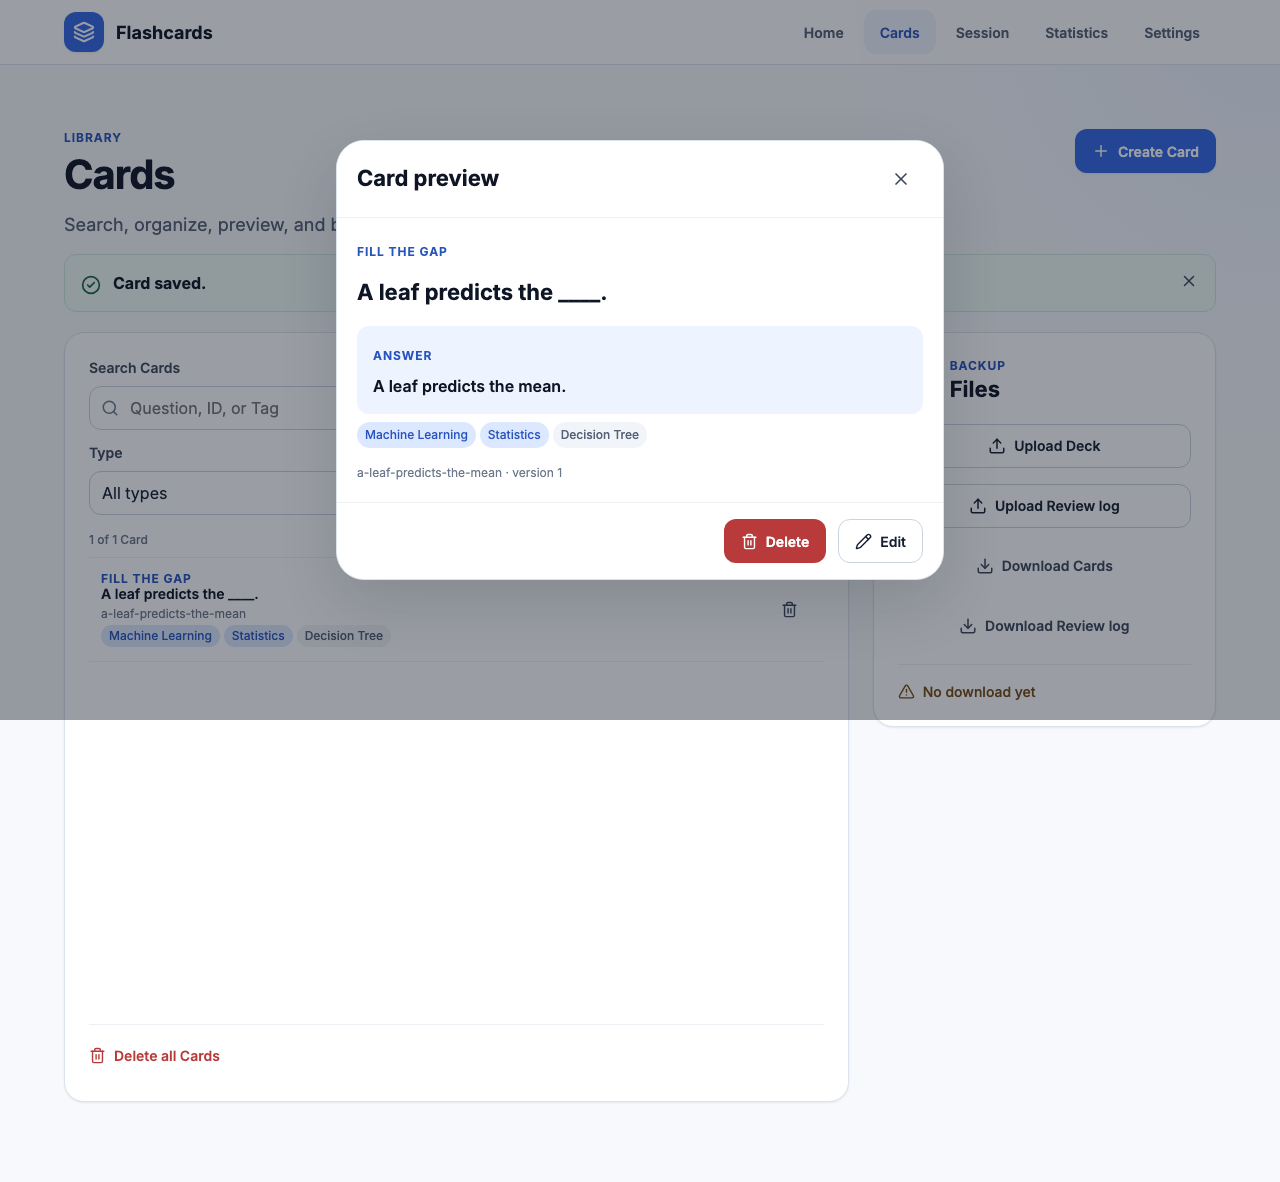 Flashcards
Home Cards Session Statistics Settings
LIBRARY
Cards
Create Card
Search, organize, preview, and
Card saved.
Card preview
FILL THE GAP
A leaf predicts the ____.
ANSWER
A leaf predicts the mean.
Machine Learning Statistics Decision Tree
a-leaf-predicts-the-mean · version 1
Delete Edit
Search Cards
Question, ID, or Tag
Type
All types
1 of 1 Card
FILL THE GAP
A leaf predicts the ____.
a-leaf-predicts-the-mean
Machine Learning Statistics Decision Tree
Delete all Cards
BACKUP
Files
Upload Deck
Upload Review log
Download Cards
Download Review log
No download yet